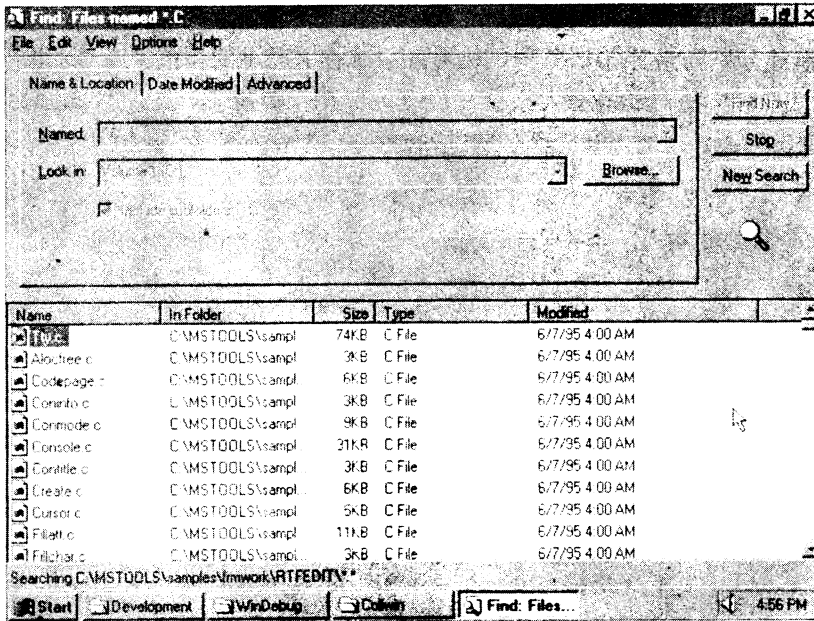 Find: Files named *.C
File Edit View Options Help
Name & Location Date Modified Advanced
Named:
Stop
Look in: Browse...
New Search
Name In Folder Size Type Modified
C:\MSTOOLS\sampl 74KB C File 6/7/95 4:00 AM
Aloctree.c C:\MSTOOLS\sampl 3KB C File 6/7/95 4:00 AM
Codepage.c C:\MSTOOLS\sampl 6KB C File 6/7/95 4:00 AM
Coninfo.c C:\MSTOOLS\sampl 3KB C File 6/7/95 4:00 AM
Conmode.c C:\MSTOOLS\sampl 9KB C File 6/7/95 4:00 AM
Console.c C:\MSTOOLS\sampl... 31KB C File 6/7/95 4:00 AM
Contitle.c C:\MSTOOLS\sampl 3KB C File 6/7/95 4:00 AM
Create.c C:\MSTOOLS\sampl... 6KB C File 6/7/95 4:00 AM
Cursor.c C:\MSTOOLS\sampl 5KB C File 6/7/95 4:00 AM
Fillatt.c C:\MSTOOLS\sampl 11KB C File 6/7/95 4:00 AM
Fillchar.c C:\MSTOOLS\sampl... 3KB C File 6/7/95 4:00 AM
Searching C:\MSTOOLS\samples\frmwork\RTFEDIT\*.*
Start Development WinDebug Collwin Find: Files... 4:56 PM